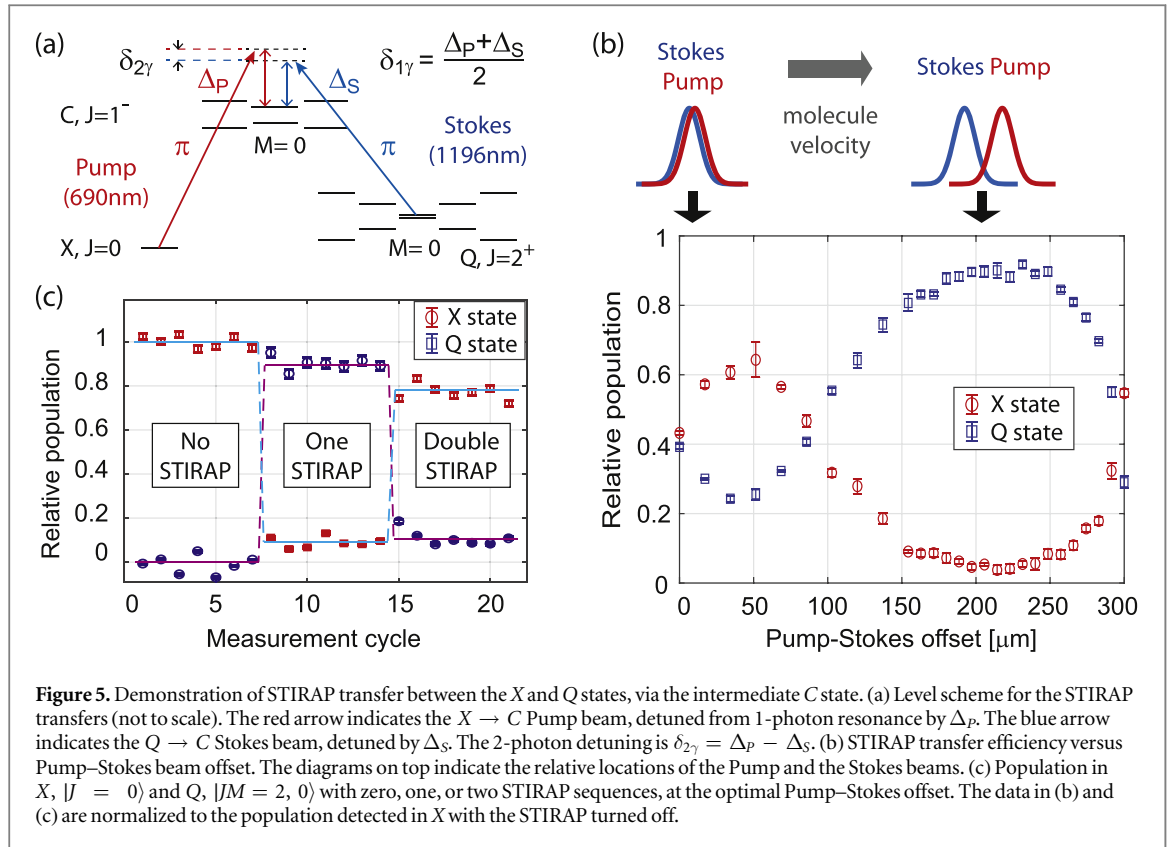 (a)
δ2γ
ΔP
ΔS
δ1γ = ΔP+ΔS
2
C, J=1⁻
M= 0
π
π
Pump
(690nm)
Stokes
(1196nm)
X, J=0
M= 0
Q, J=2⁺
(b)
Stokes
Pump
molecule
velocity
Stokes Pump
Relative population
1
0.8
0.6
0.4
0.2
0
X state
Q state
0 50 100 150 200 250 300
Pump-Stokes offset [μm]
(c)
Relative population
1
0.8
0.6
0.4
0.2
0
X state
Q state
No
STIRAP
One
STIRAP
Double
STIRAP
0 5 10 15 20
Measurement cycle
Figure 5. Demonstration of STIRAP transfer between the X and Q states, via the intermediate C state. (a) Level scheme for the STIRAP
transfers (not to scale). The red arrow indicates the X → C Pump beam, detuned from 1-photon resonance by ΔP. The blue arrow
indicates the Q → C Stokes beam, detuned by ΔS. The 2-photon detuning is δ2γ = ΔP − ΔS. (b) STIRAP transfer efficiency versus
Pump–Stokes beam offset. The diagrams on top indicate the relative locations of the Pump and the Stokes beams. (c) Population in
X, |J = 0⟩ and Q, |JM = 2, 0⟩ with zero, one, or two STIRAP sequences, at the optimal Pump–Stokes offset. The data in (b) and
(c) are normalized to the population detected in X with the STIRAP turned off.